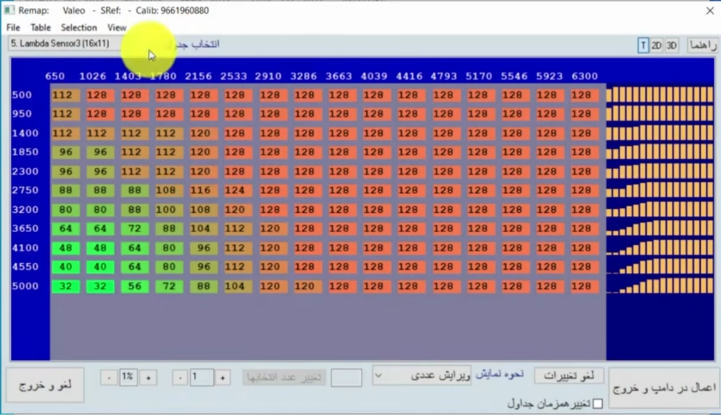 Remap: Valeo - SRef: - Calib: 9661960880
File Table Selection View
5. Lambda Sensor3 (16x11) انتخاب T 2D 3D راهنما
650 1026 1403 1780 2156 2533 2910 3286 3663 4039 4416 4793 5170 5546 5923 6300
500 112 128 128 128 128 128 128 128 128 128 128 128 128 128 128 128
950 112 128 128 128 128 128 128 128 128 128 128 128 128 128 128 128
1400 112 112 112 112 120 128 128 128 128 128 128 128 128 128 128 128
1850 96 96 112 112 120 128 128 128 128 128 128 128 128 128 128 128
2300 96 96 112 112 120 128 128 128 128 128 128 128 128 128 128 128
2750 88 88 88 108 116 124 128 128 128 128 128 128 128 128 128 128
3200 80 80 88 100 108 120 128 128 128 128 128 128 128 128 128 128
3650 64 64 72 88 104 112 120 128 128 128 128 128 128 128 128 128
4100 48 48 64 80 96 112 120 128 128 128 128 128 128 128 128 128
4550 40 40 64 80 96 112 120 128 128 128 128 128 128 128 128 128
5000 32 32 56 72 88 104 120 120 128 128 128 128 128 128 128 128
لغو و خروج - 1% + - 1 + تغییر عدد انتخابها ویرایش عددی نحوه نمایش لغو تغییرات اعمال در دامپ و خروج
تغییر همزمان جداول